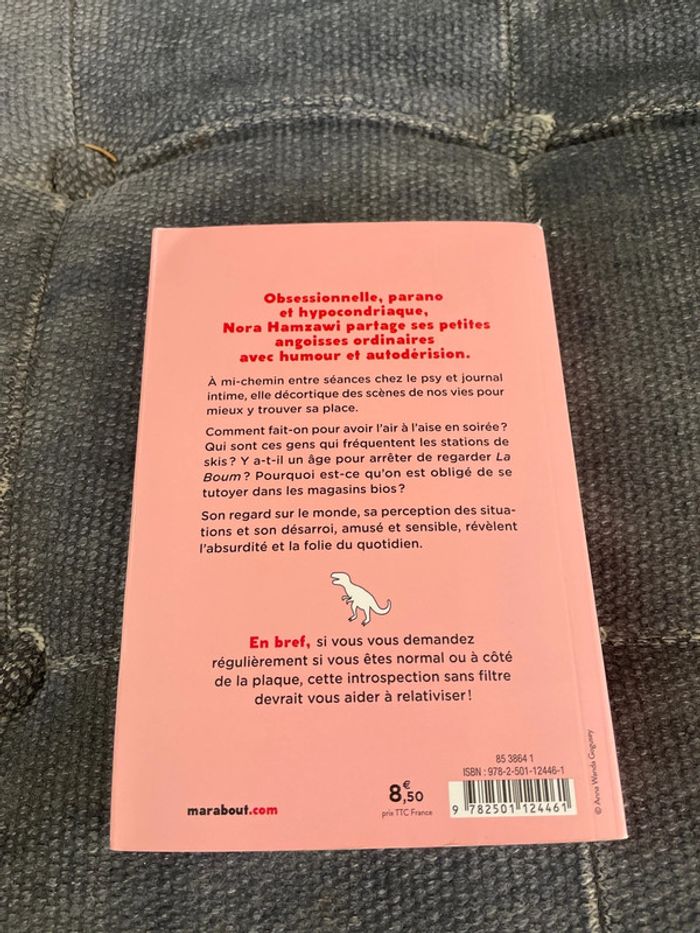 Obsessionnelle, parano
et hypocondriaque,
Nora Hamzawi partage ses petites
angoisses ordinaires
avec humour et autodérision.
À mi-chemin entre séances chez le psy et journal
intime, elle décortique des scènes de nos vies pour
mieux y trouver sa place.
Comment fait-on pour avoir l'air à l'aise en soirée ?
Qui sont ces gens qui fréquentent les stations de
skis ? Y a-t-il un âge pour arrêter de regarder La
Boum ? Pourquoi est-ce qu'on est obligé de se
tutoyer dans les magasins bios ?
Son regard sur le monde, sa perception des situa-
tions et son désarroi, amusé et sensible, révèlent
l'absurdité et la folie du quotidien.
En bref, si vous vous demandez
régulièrement si vous êtes normal ou à côté
de la plaque, cette introspection sans filtre
devrait vous aider à relativiser !
85 3864 1
ISBN : 978-2-501-12446-1
marabout.com
8,50 €
prix TTC France
9 782501 124461
© Anna Wanda Gogusey